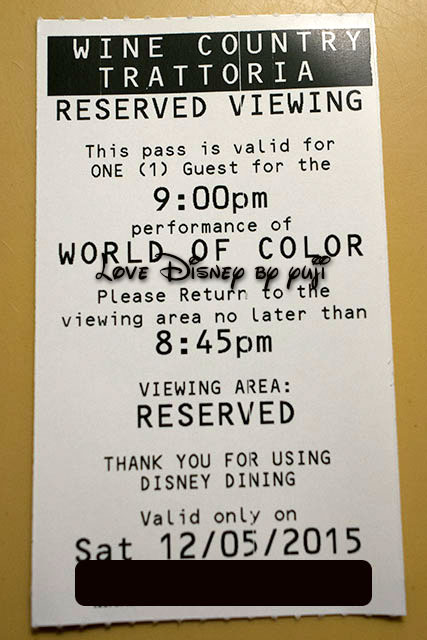 WINE COUNTRY
TRATTORIA
RESERVED VIEWING
This pass is valid for
ONE (1) Guest for the
9:00pm
performance of
WORLD OF COLOR
Love Disney by yuji
Please Return to the
viewing area no later than
8:45pm
VIEWING AREA:
RESERVED
THANK YOU FOR USING
DISNEY DINING
Valid only on
Sat 12/05/2015